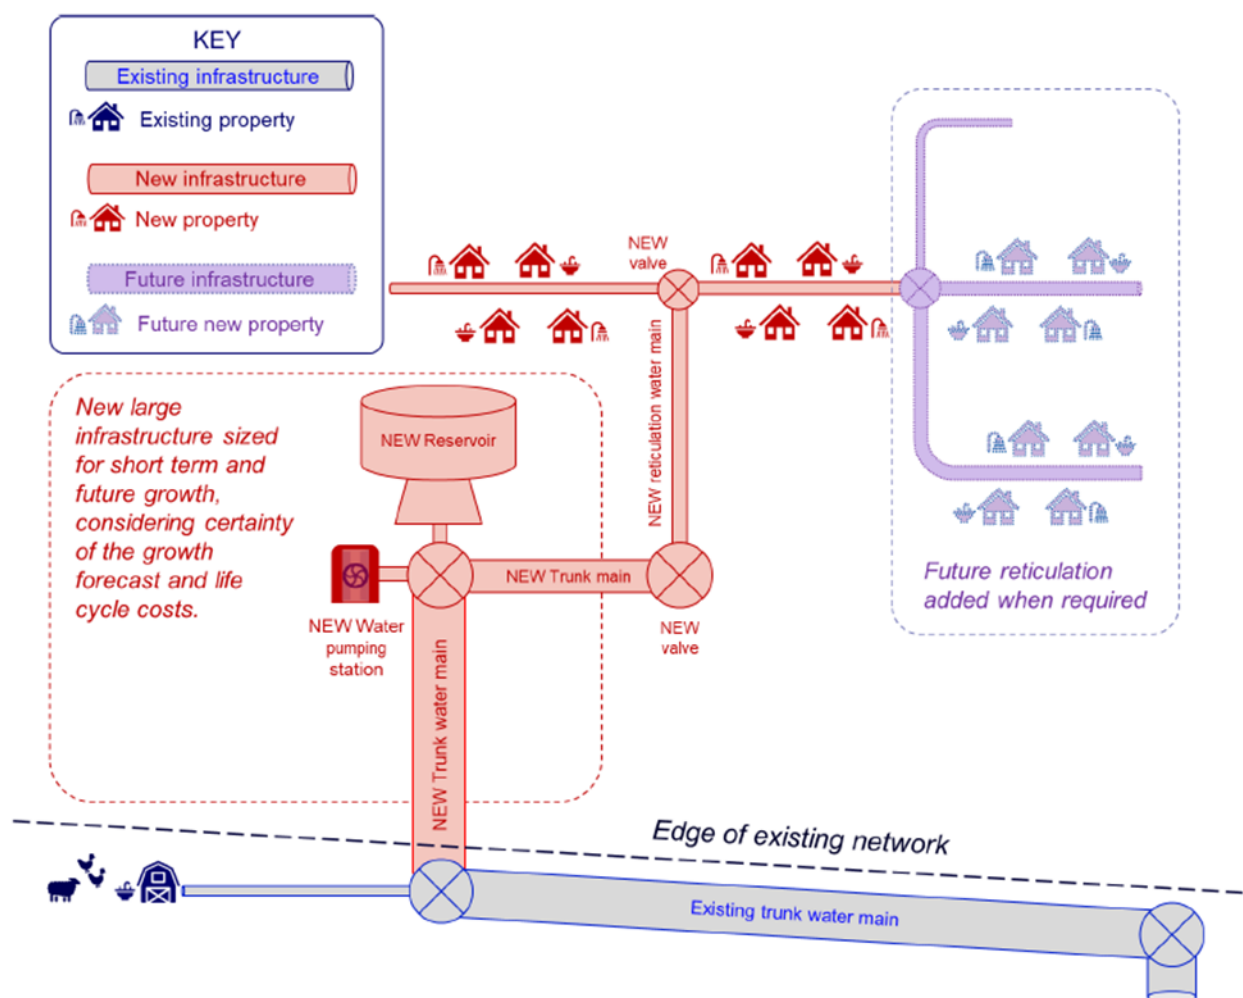 KEY
Existing infrastructure
Existing property
New infrastructure
New property
Future infrastructure
Future new property
NEW
valve
NEW reticulation water main
New large
infrastructure sized
for short term and
future growth,
considering certainty
of the growth
forecast and life
cycle costs.
NEW Reservoir
NEW Trunk main
NEW Water
pumping
station
NEW
valve
NEW Trunk water main
Future reticulation
added when required
Edge of existing network
Existing trunk water main